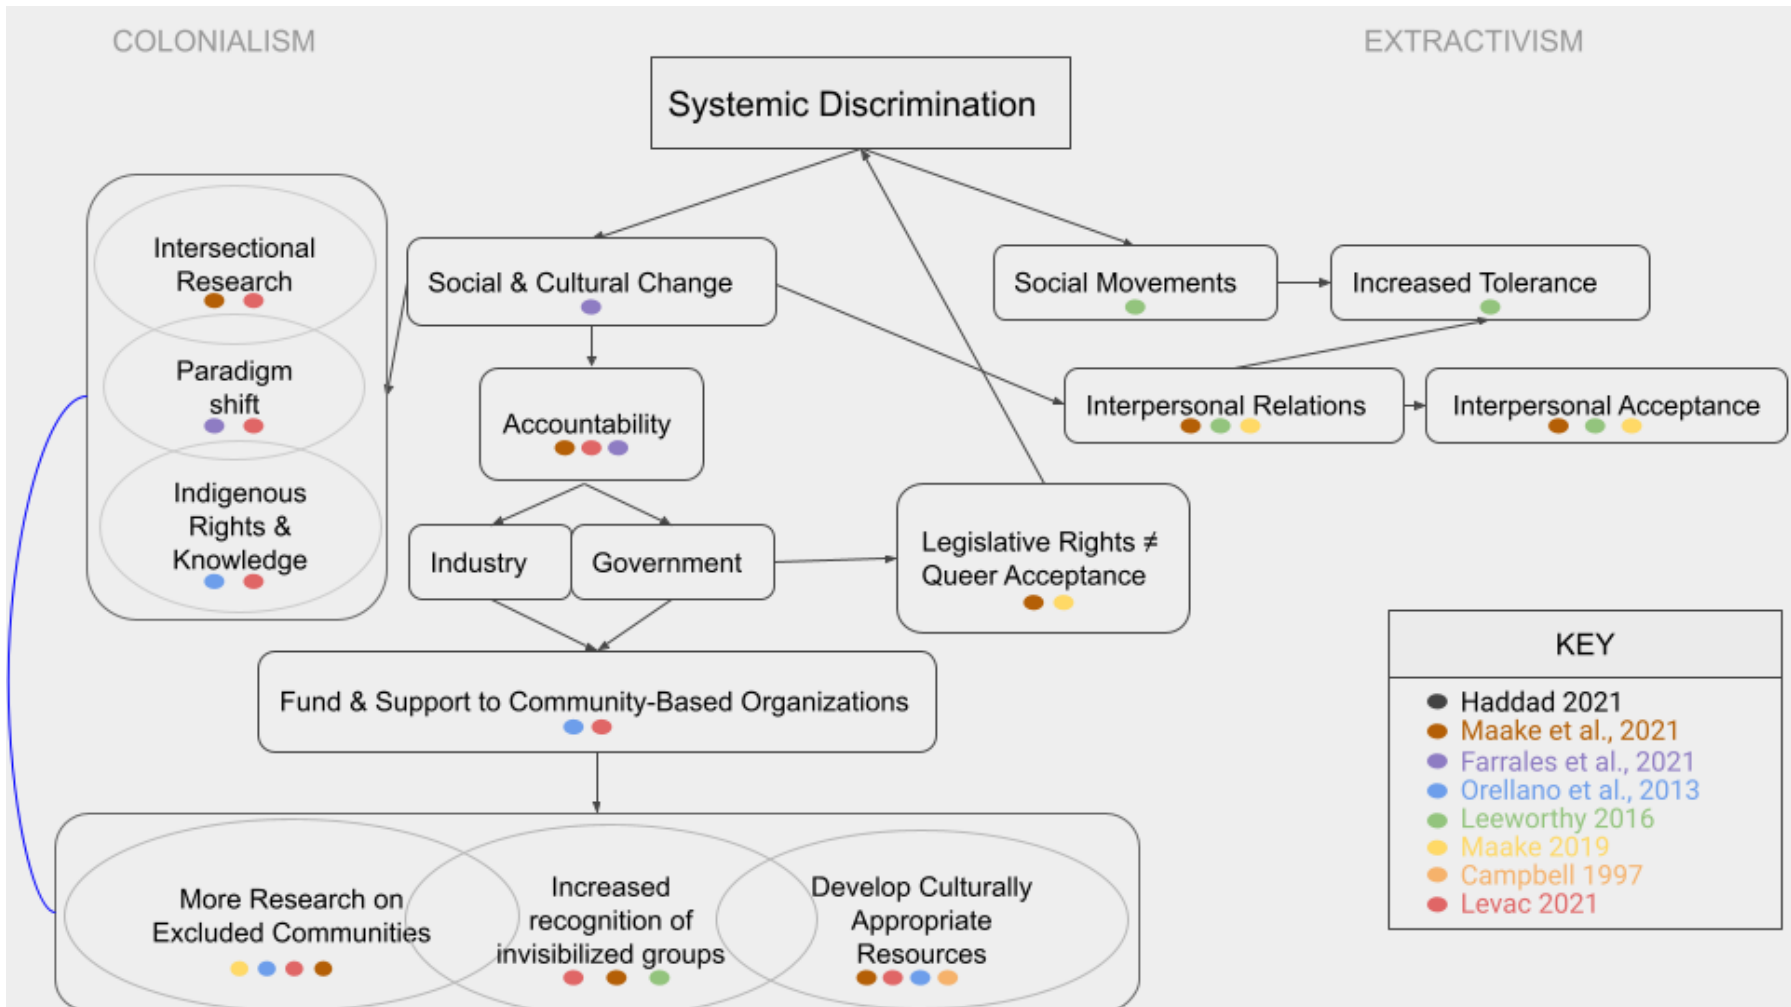 COLONIALISM
EXTRACTIVISM
Systemic Discrimination
Intersectional
Research
Paradigm
shift
Indigenous
Rights &
Knowledge
Social & Cultural Change
Social Movements
Increased Tolerance
Accountability
Interpersonal Relations
Interpersonal Acceptance
Industry
Government
Legislative Rights ≠
Queer Acceptance
Fund & Support to Community-Based Organizations
More Research on
Excluded Communities
Increased
recognition of
invisibilized groups
Develop Culturally
Appropriate
Resources
KEY
Haddad 2021
Maake et al., 2021
Farrales et al., 2021
Orellano et al., 2013
Leeworthy 2016
Maake 2019
Campbell 1997
Levac 2021